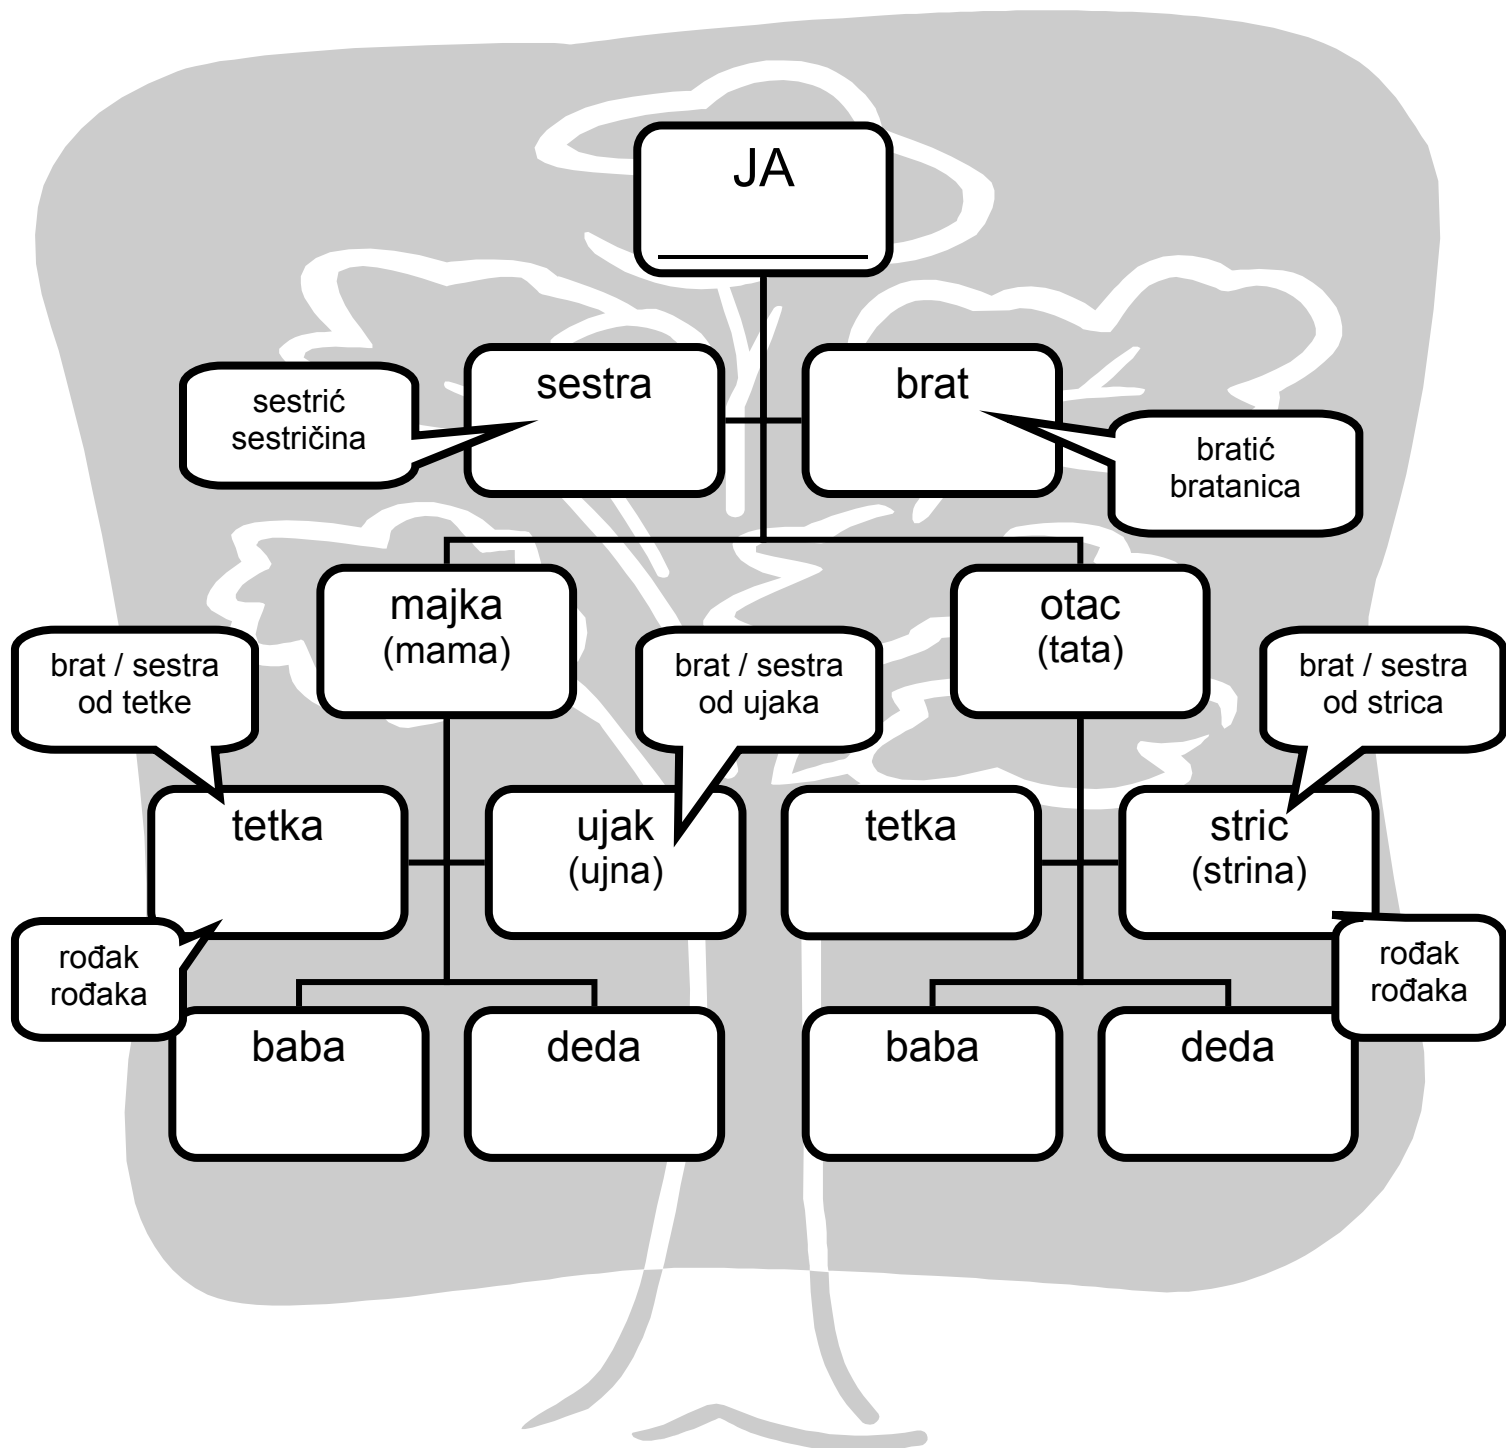 JA
sestra
brat
sestrić
sestričina
bratić
bratanica
majka
(mama)
otac
(tata)
brat / sestra
od tetke
brat / sestra
od ujaka
brat / sestra
od strica
tetka
ujak
(ujna)
tetka
stric
(strina)
rođak
rođaka
rođak
rođaka
baba
deda
baba
deda